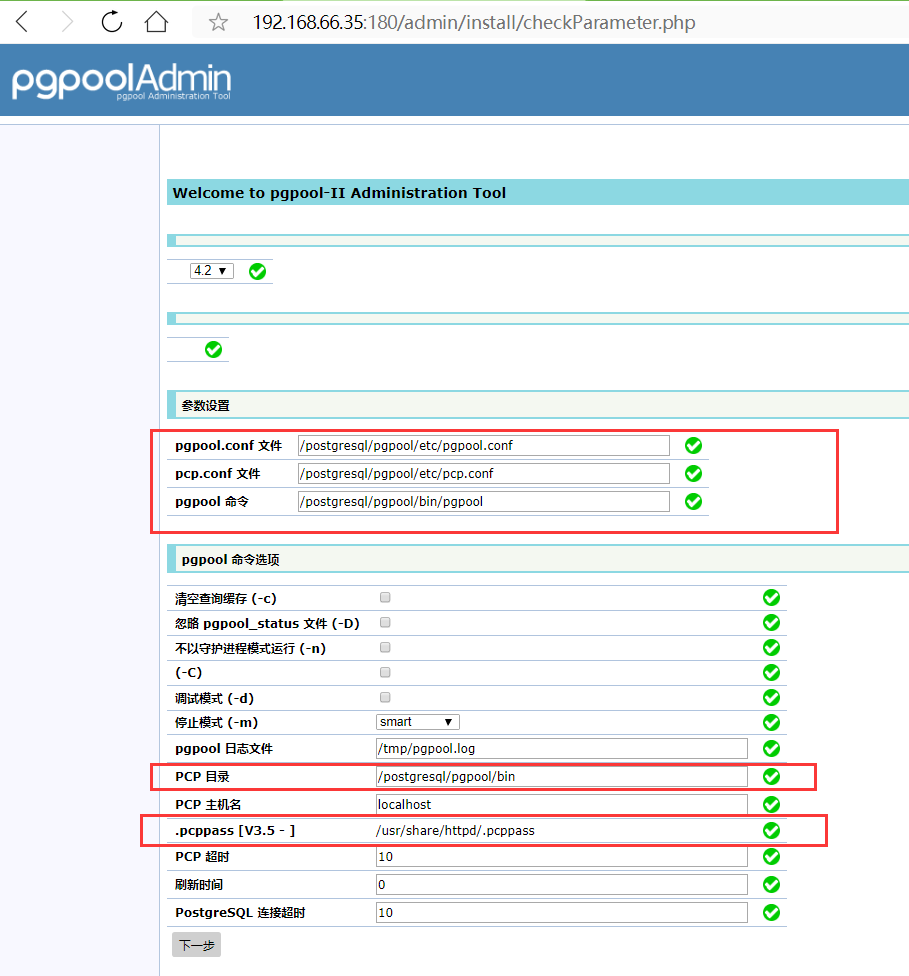 192.168.66.35:180/admin/install/checkParameter.php
pgpoolAdmin
pgpool Administration Tool
Welcome to pgpool-II Administration Tool
4.2 ▼
参数设置
pgpool.conf 文件 /postgresql/pgpool/etc/pgpool.conf
pcp.conf 文件 /postgresql/pgpool/etc/pcp.conf
pgpool 命令 /postgresql/pgpool/bin/pgpool
pgpool 命令选项
清空查询缓存 (-c)
忽略 pgpool_status 文件 (-D)
不以守护进程模式运行 (-n)
(-C)
调试模式 (-d)
停止模式 (-m) smart ▼
pgpool 日志文件 /tmp/pgpool.log
PCP 目录 /postgresql/pgpool/bin
PCP 主机名 localhost
.pcppass [V3.5 - ] /usr/share/httpd/.pcppass
PCP 超时 10
刷新时间 0
PostgreSQL 连接超时 10
下一步